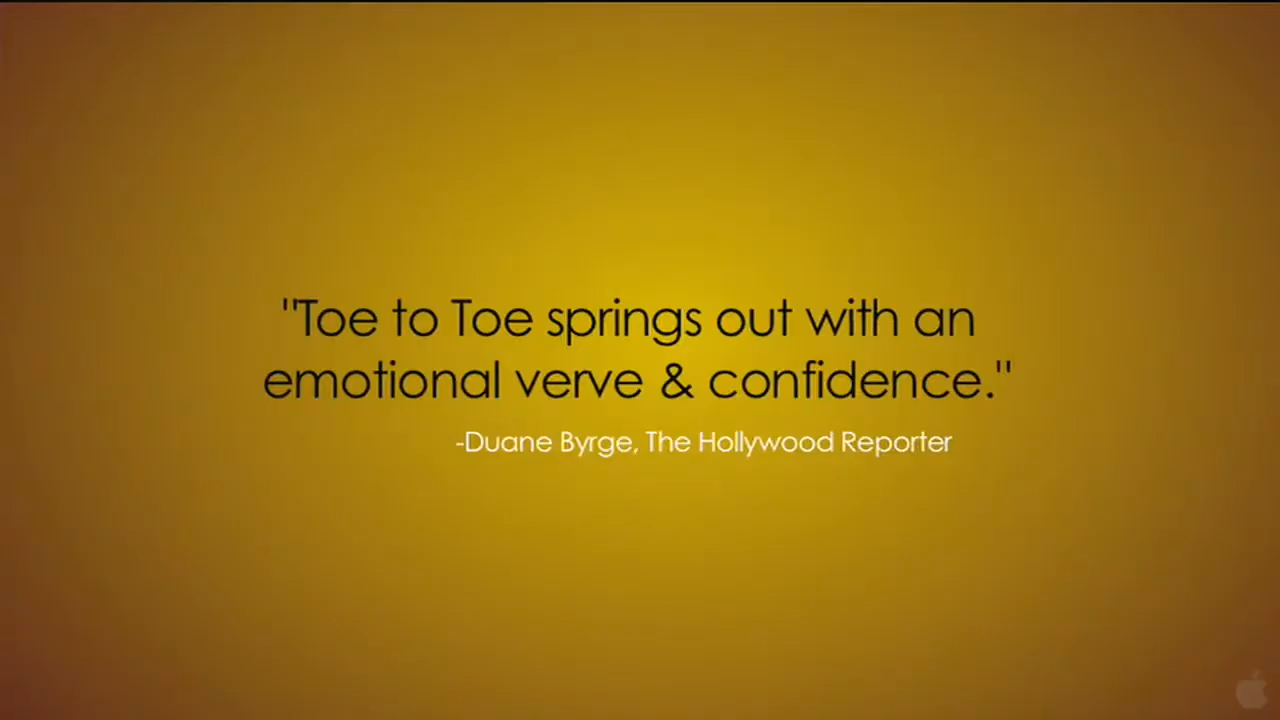 "Toe to Toe springs out with an
emotional verve & confidence."
-Duane Byrge, The Hollywood Reporter